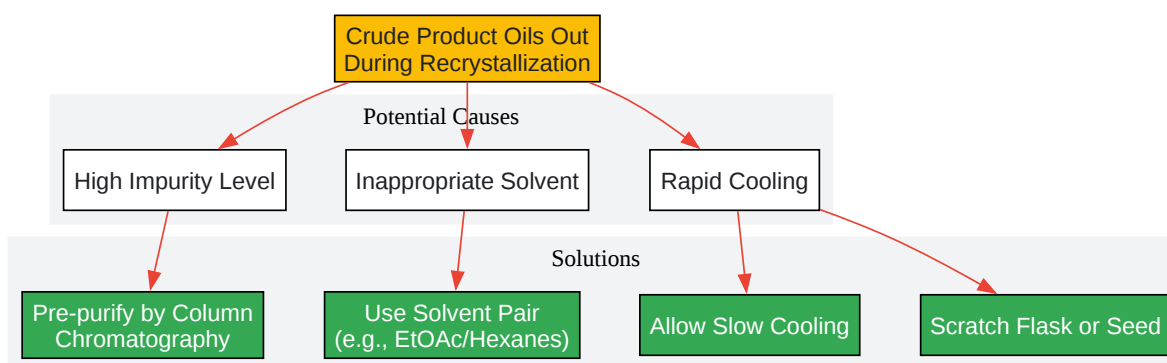 Crude Product Oils Out
During Recrystallization
Potential Causes
High Impurity Level
Inappropriate Solvent
Rapid Cooling
Solutions
Pre-purify by Column
Chromatography
Use Solvent Pair
(e.g., EtOAc/Hexanes)
Allow Slow Cooling
Scratch Flask or Seed